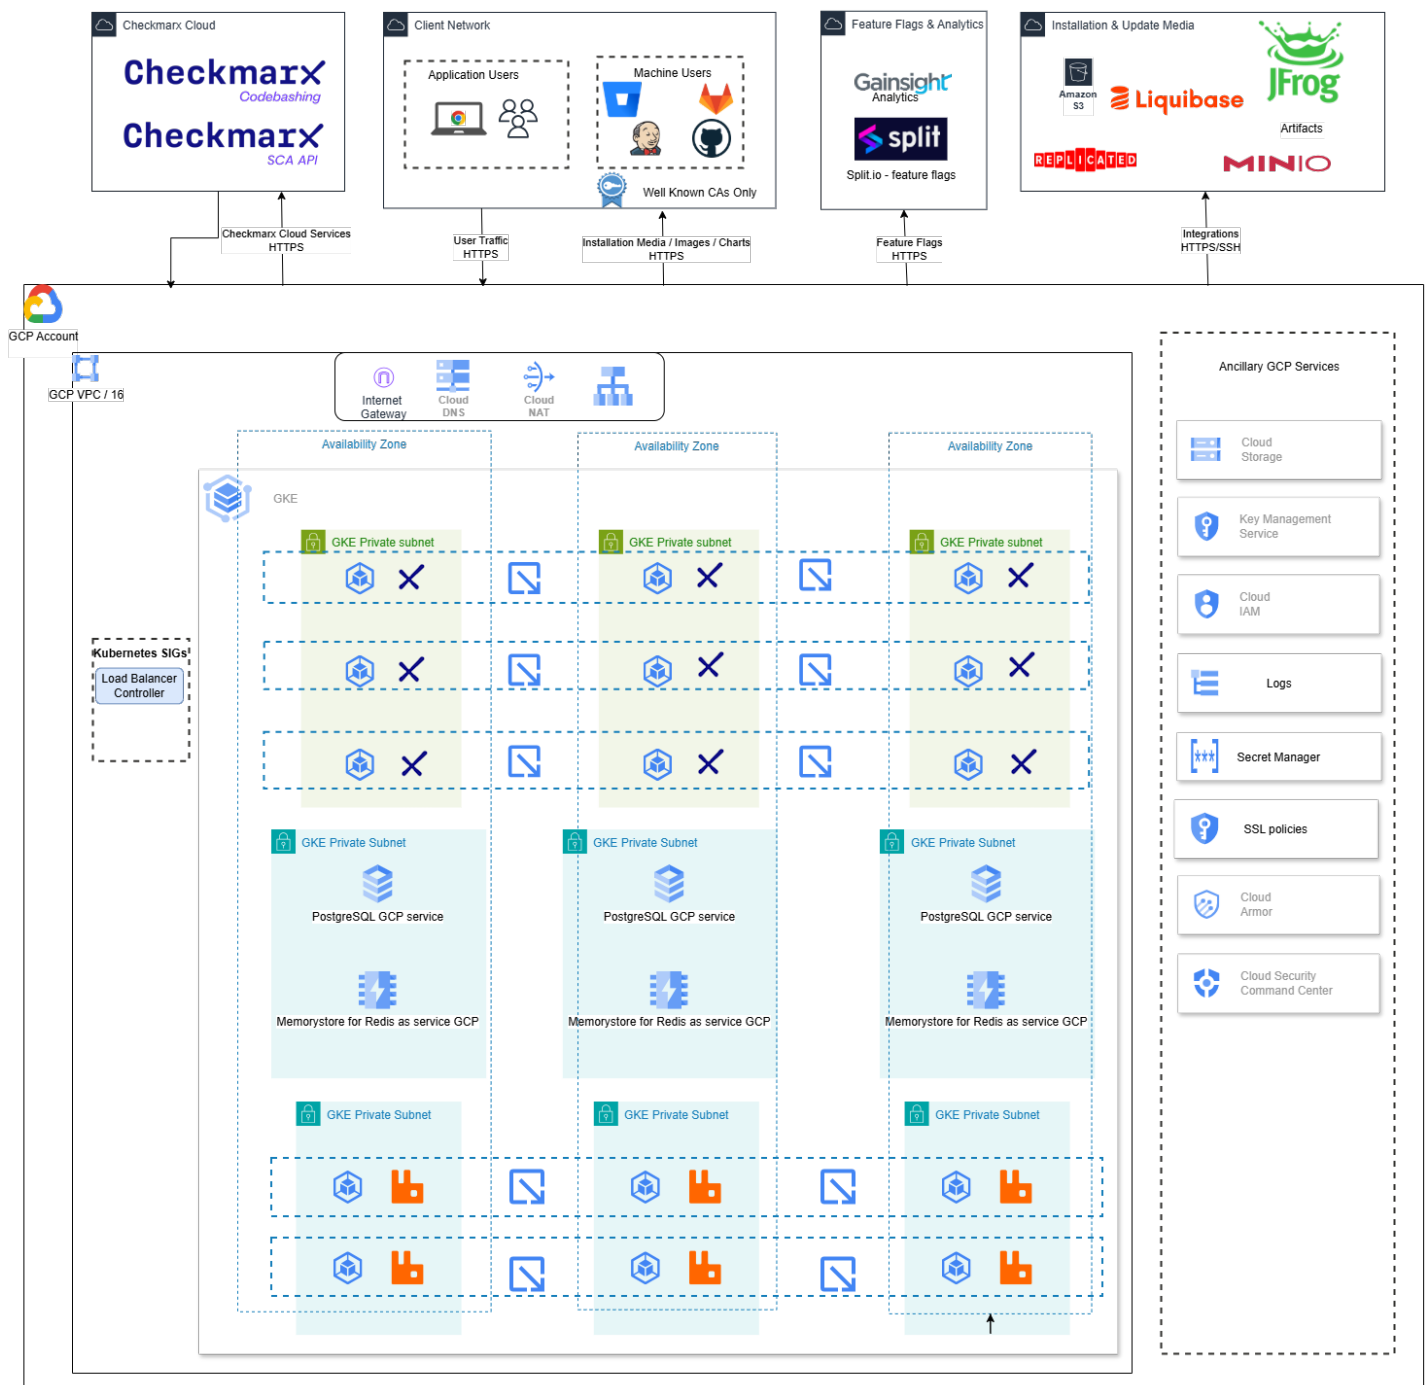 Checkmarx Cloud
Checkmarx
Codebashing
Checkmarx
SCA API
Client Network
Application Users
Machine Users
Well Known CAs Only
Feature Flags & Analytics
Gainsight
Analytics
split
Split.io - feature flags
Installation & Update Media
Amazon
S3
Liquibase
JFrog
Artifacts
REPLICATED
MINIO
Checkmarx Cloud Services
HTTPS
User Traffic
HTTPS
Installation Media / Images / Charts
HTTPS
Feature Flags
HTTPS
Integrations
HTTPS/SSH
GCP Account
GCP VPC / 16
Internet
Gateway
Cloud
DNS
Cloud
NAT
Availability Zone
Availability Zone
Availability Zone
GKE
GKE Private subnet
GKE Private subnet
GKE Private subnet
Kubernetes SIGs
Load Balancer
Controller
GKE Private Subnet
GKE Private Subnet
GKE Private Subnet
PostgreSQL GCP service
PostgreSQL GCP service
PostgreSQL GCP service
Memorystore for Redis as service GCP
Memorystore for Redis as service GCP
Memorystore for Redis as service GCP
GKE Private Subnet
GKE Private Subnet
GKE Private Subnet
Ancillary GCP Services
Cloud
Storage
Key Management
Service
Cloud
IAM
Logs
Secret Manager
SSL policies
Cloud
Armor
Cloud Security
Command Center